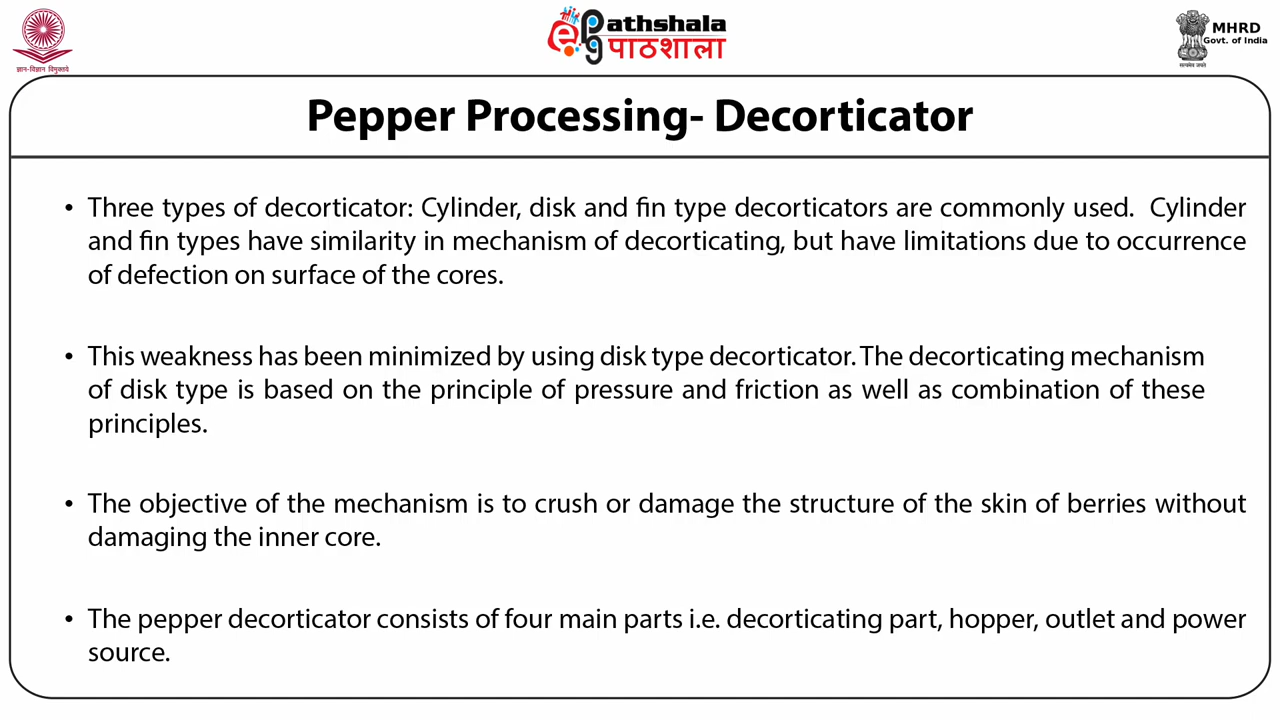 ज्ञान-विज्ञान विमुक्तये
ePG athshala
पाठशाला
MHRD
Govt. of India
सत्यमेव जयते
Pepper Processing- Decorticator
• Three types of decorticator: Cylinder, disk and fin type decorticators are commonly used. Cylinder
and fin types have similarity in mechanism of decorticating, but have limitations due to occurrence
of defection on surface of the cores.
• This weakness has been minimized by using disk type decorticator. The decorticating mechanism
of disk type is based on the principle of pressure and friction as well as combination of these
principles.
• The objective of the mechanism is to crush or damage the structure of the skin of berries without
damaging the inner core.
• The pepper decorticator consists of four main parts i.e. decorticating part, hopper, outlet and power
source.